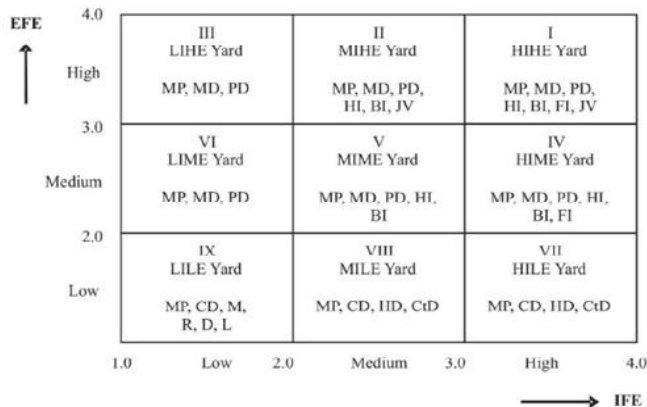 EFE
4.0
III
LIHE Yard
MP, MD, PD
II
MIHE Yard
MP, MD, PD,
HI, BI, JV
I
HIHE Yard
MP, MD, PD,
HI, BI, FI, JV
High
3.0
VI
LIME Yard
MP, MD, PD
V
MIME Yard
MP, MD, PD, HI,
BI
IV
HIME Yard
MP, MD, PD, HI,
BI, FI
Medium
2.0
IX
LILE Yard
MP, CD, M,
R, D, L
VIII
MILE Yard
MP, CD, HD, CtD
VII
HILE Yard
MP, CD, HD, CtD
Low
1.0 Low 2.0 Medium 3.0 High 4.0
IFE